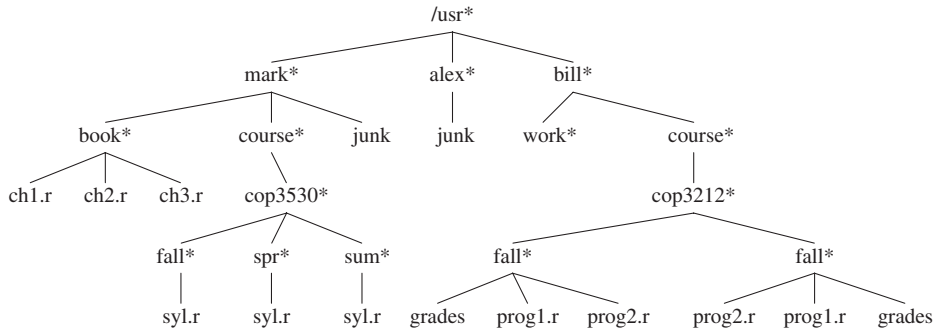 /usr*
mark* alex* bill*
book* course* junk junk work* course*
ch1.r ch2.r ch3.r cop3530* cop3212*
fall* spr* sum* fall* fall*
syl.r syl.r syl.r grades prog1.r prog2.r prog2.r prog1.r grades